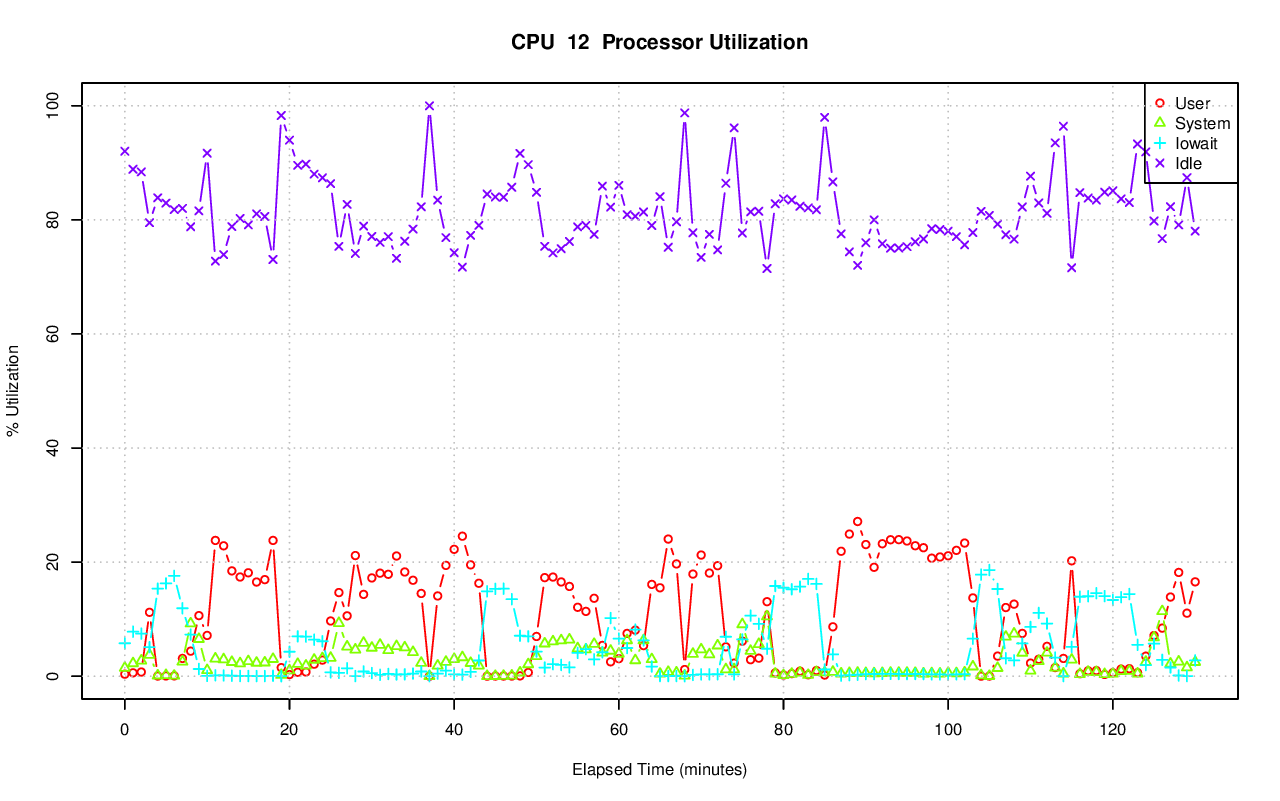 CPU 12 Processor Utilization
% Utilization
100
80
60
40
20
0
User
System
Iowait
Idle
0 20 40 60 80 100 120
Elapsed Time (minutes)